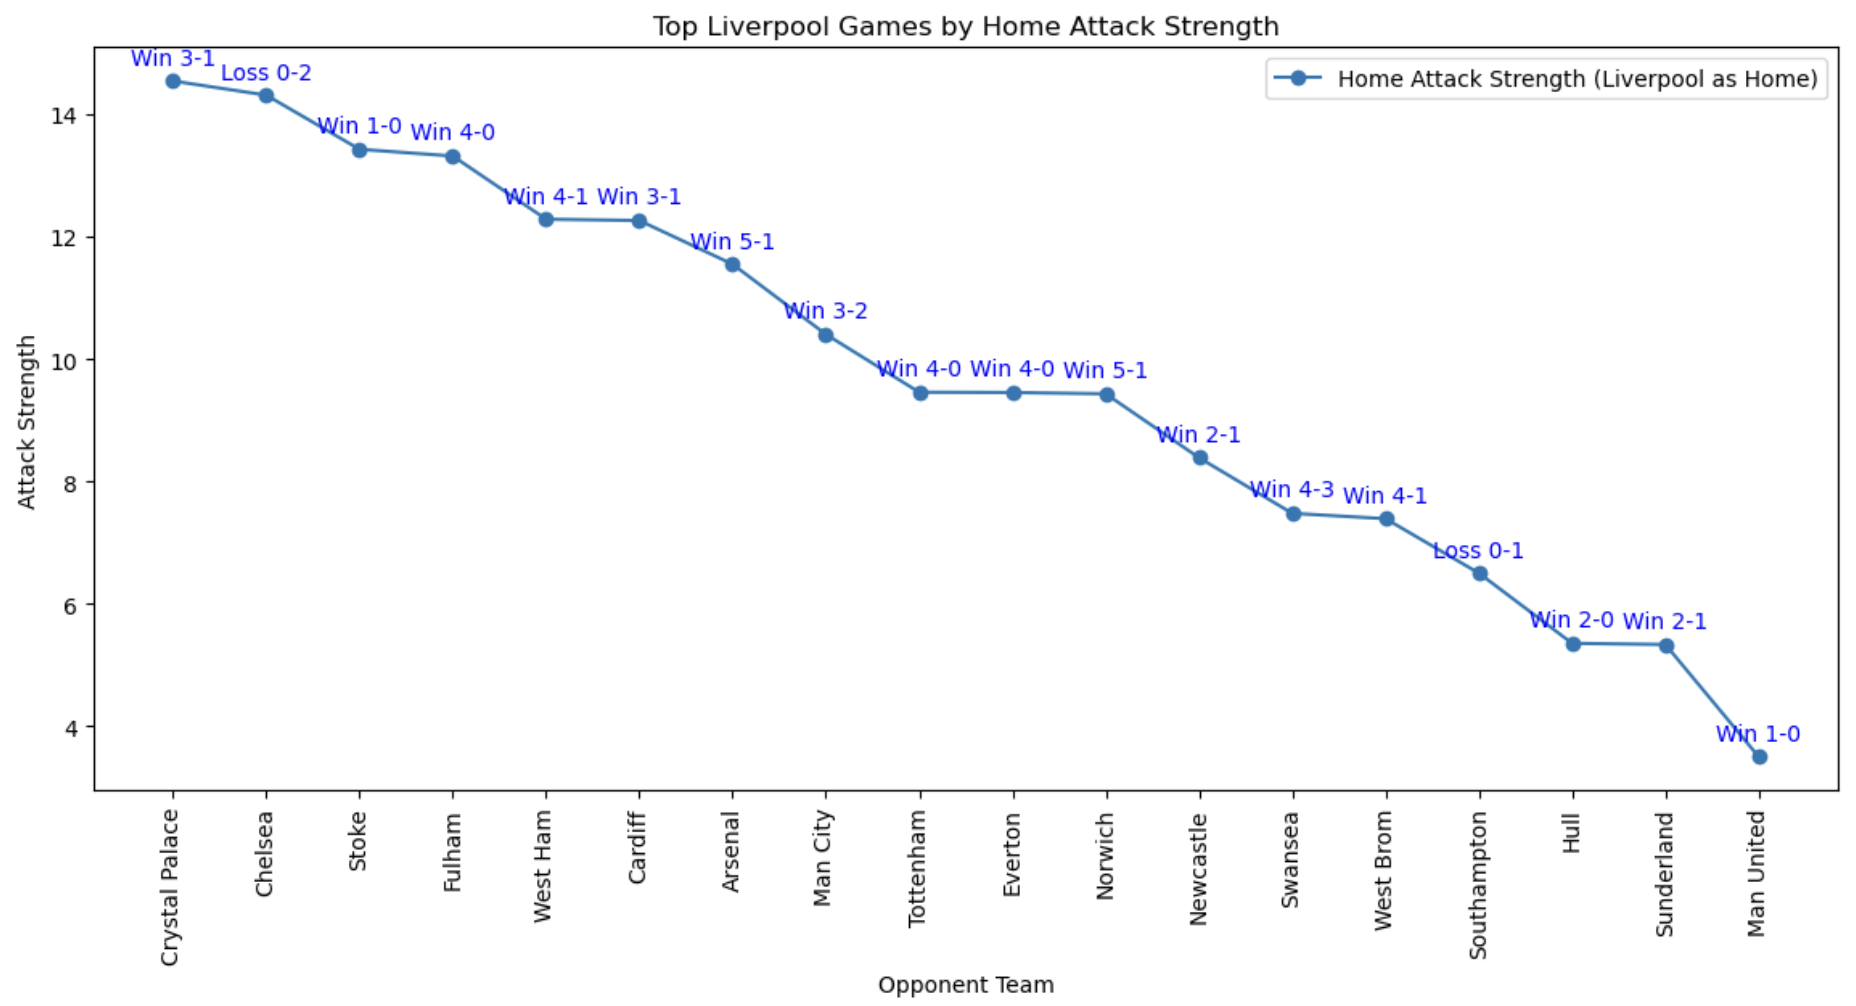 Top Liverpool Games by Home Attack Strength
Home Attack Strength (Liverpool as Home)
Win 3-1
Loss 0-2
Win 1-0
Win 4-0
Win 4-1
Win 3-1
Win 5-1
Win 3-2
Win 4-0
Win 4-0
Win 5-1
Win 2-1
Win 4-3
Win 4-1
Loss 0-1
Win 2-0
Win 2-1
Win 1-0
Attack Strength
14
12
10
8
6
4
Crystal Palace
Chelsea
Stoke
Fulham
West Ham
Cardiff
Arsenal
Man City
Tottenham
Everton
Norwich
Newcastle
Swansea
West Brom
Southampton
Hull
Sunderland
Man United
Opponent Team